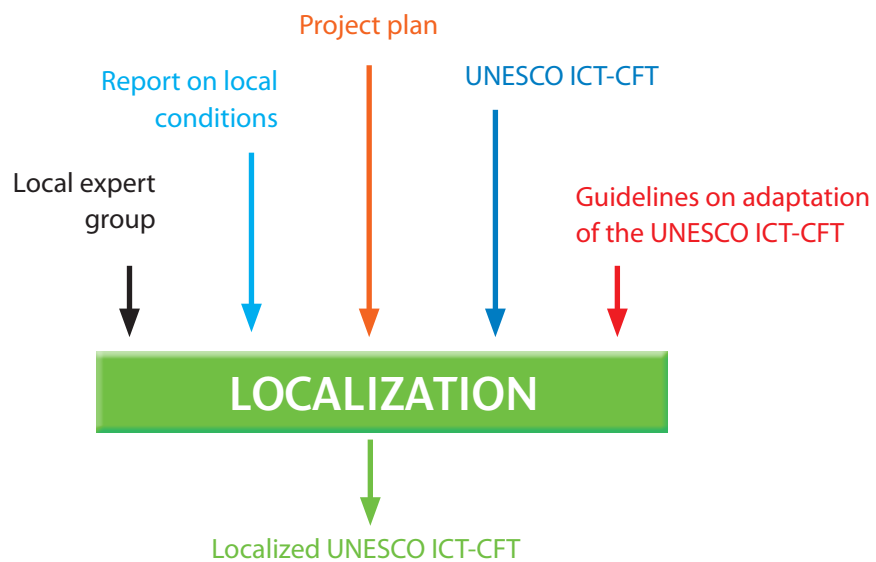 Project plan
Report on local
conditions
UNESCO ICT-CFT
Local expert
group
Guidelines on adaptation
of the UNESCO ICT-CFT
LOCALIZATION
Localized UNESCO ICT-CFT